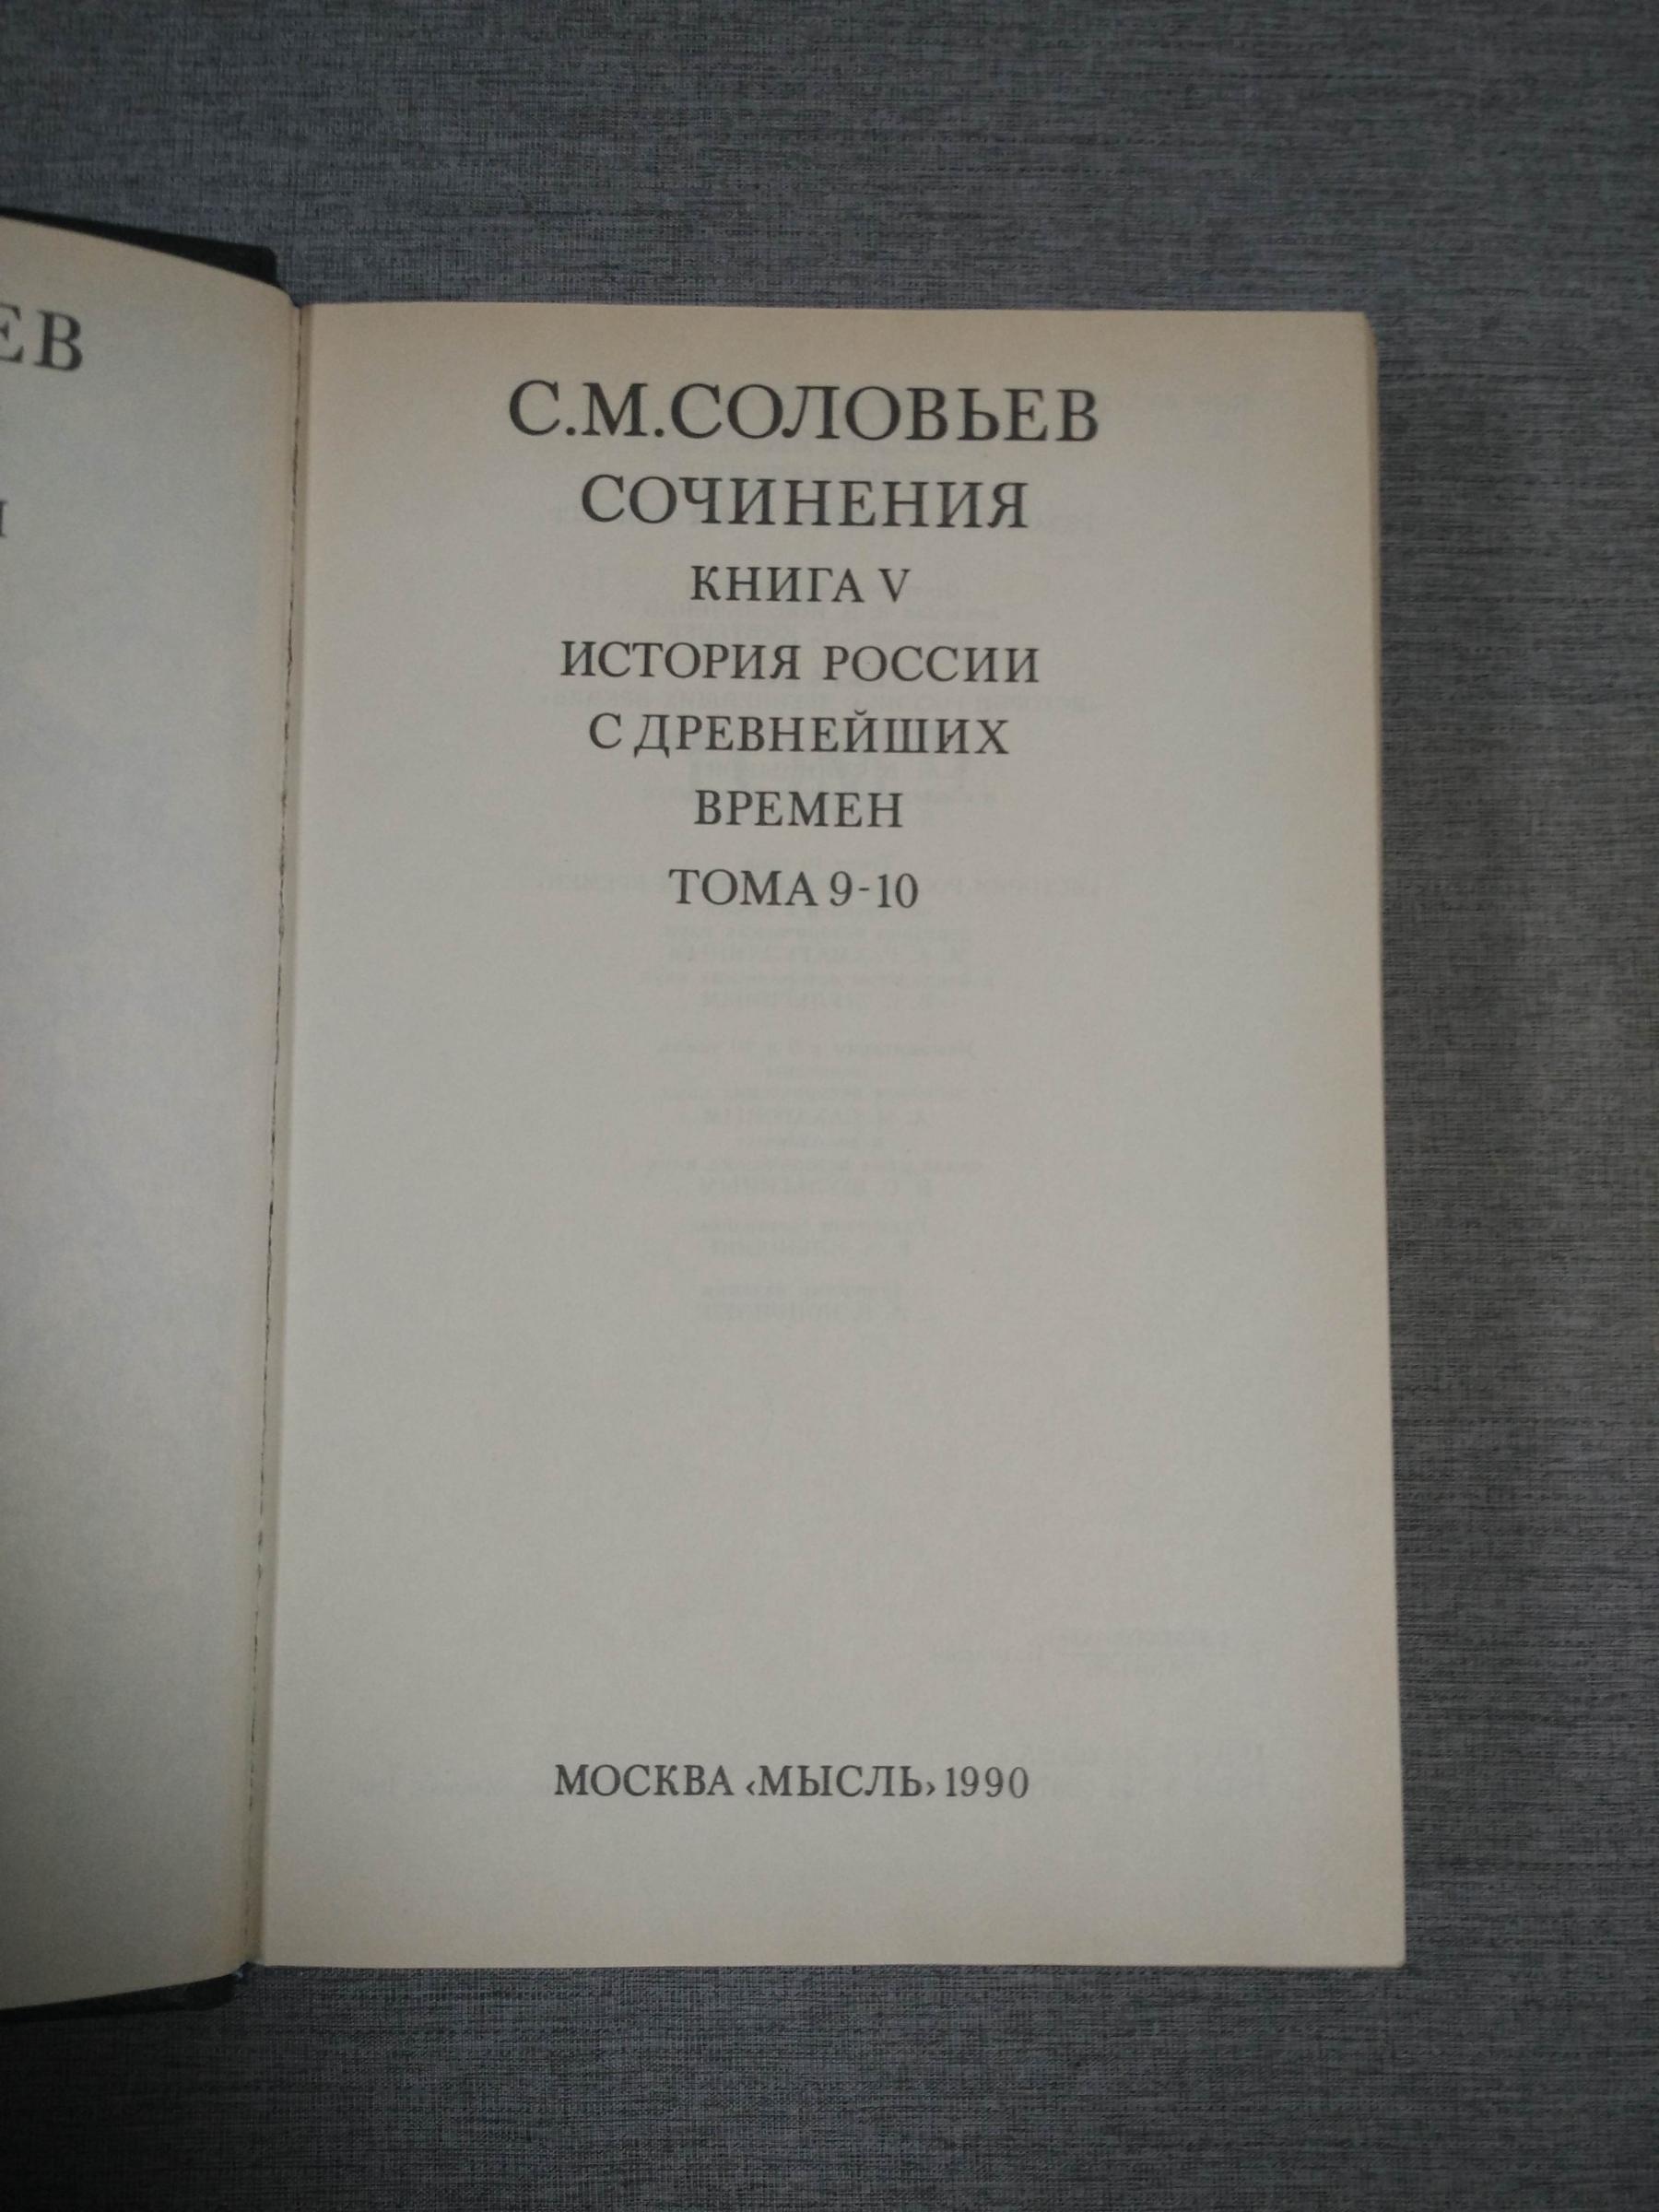 ЕВ
С.М.СОЛОВЬЕВ
СОЧИНЕНИЯ
КНИГА V
ИСТОРИЯ РОССИИ
С ДРЕВНЕЙШИХ
ВРЕМЕН
ТОМА 9-10
МОСКВА ‹МЫСЛЬ› 1990